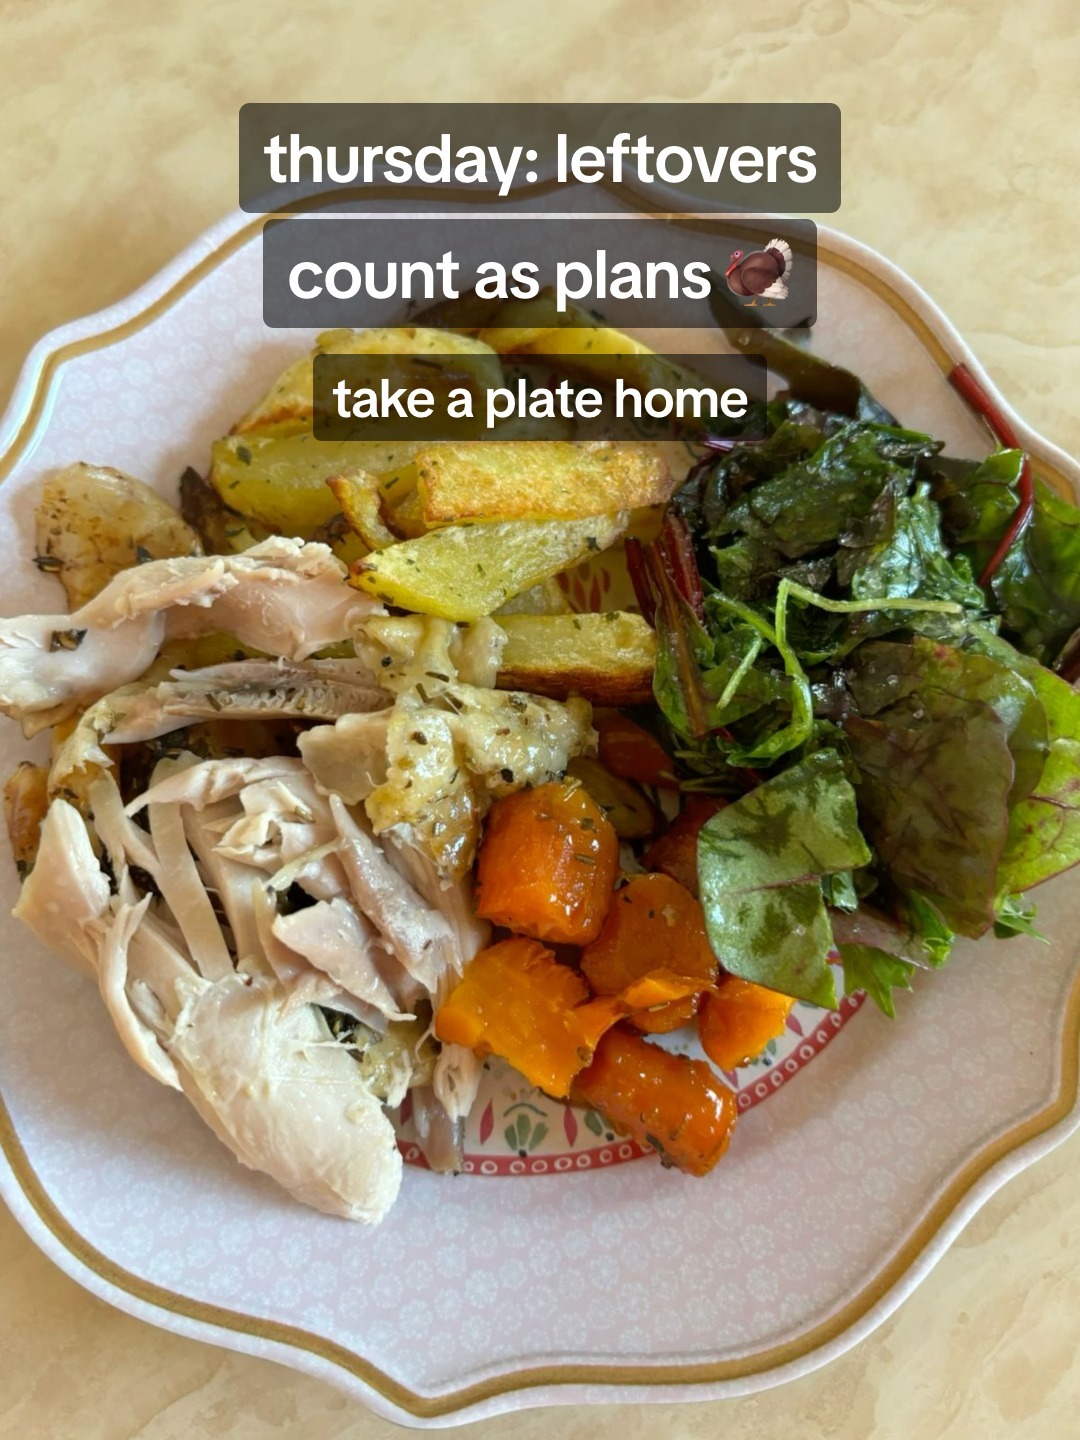 thursday: leftovers
count as plans 🦃
take a plate home